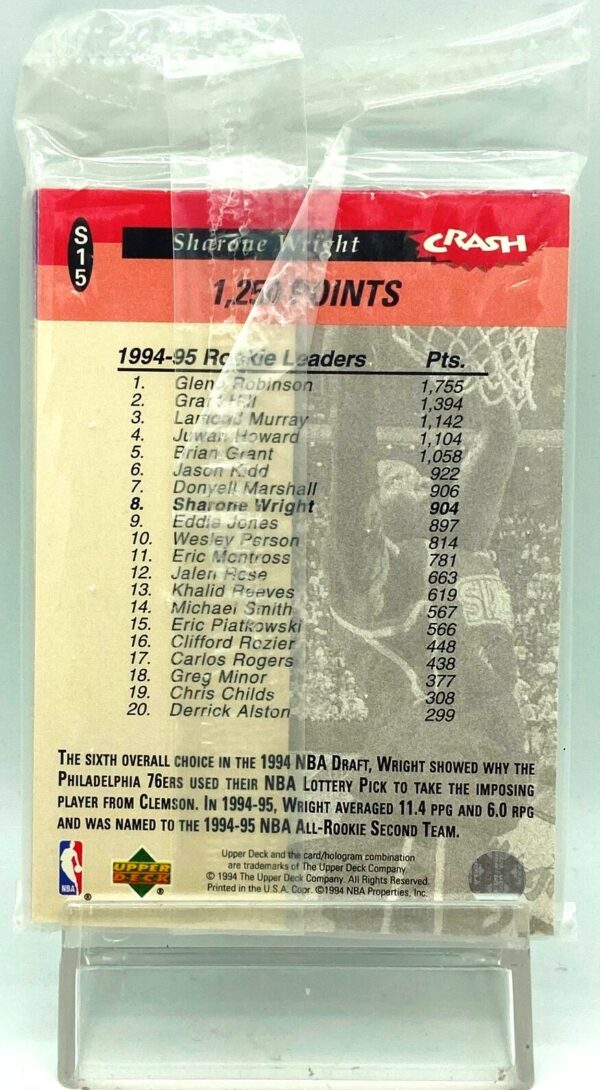 S15
Sharone Wright
CRASH
1,250 POINTS
1994-95 Rookie Leaders Pts.
1. Glenn Robinson 1,755
2. Grant Hill 1,394
3. Lamond Murray 1,142
4. Juwan Howard 1,104
5. Brian Grant 1,058
6. Jason Kidd 922
7. Donyell Marshall 906
8. Sharone Wright 904
9. Eddie Jones 897
10. Wesley Person 814
11. Eric Montross 781
12. Jalen Rose 663
13. Khalid Reeves 619
14. Michael Smith 567
15. Eric Piatkowski 566
16. Clifford Rozier 448
17. Carlos Rogers 438
18. Greg Minor 377
19. Chris Childs 308
20. Derrick Alston 299
THE SIXTH OVERALL CHOICE IN THE 1994 NBA DRAFT, WRIGHT SHOWED WHY THE
PHILADELPHIA 76ERS USED THEIR NBA LOTTERY PICK TO TAKE THE IMPOSING
PLAYER FROM CLEMSON. IN 1994-95, WRIGHT AVERAGED 11.4 PPG AND 6.0 RPG
AND WAS NAMED TO THE 1994-95 NBA ALL-ROOKIE SECOND TEAM.
NBA ®
UPPER DECK ®
Upper Deck and the card/hologram combination
are trademarks of The Upper Deck Company.
© 1994 The Upper Deck Company. All Rights Reserved.
Printed in the U.S.A. Copr. ©1994 NBA Properties, Inc.